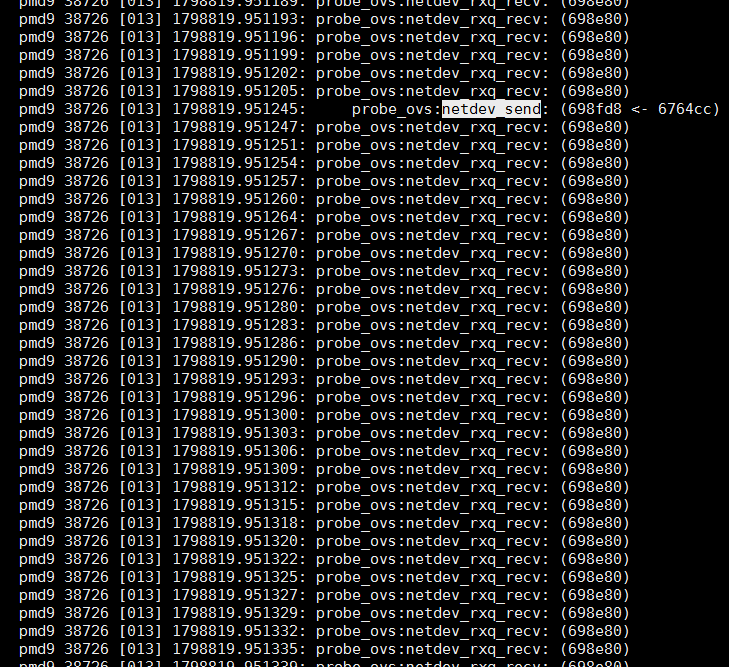 pmd9 38726 [013] 1798819.951189: probe_ovs:netdev_rxq_recv: (698e80)
pmd9 38726 [013] 1798819.951193: probe_ovs:netdev_rxq_recv: (698e80)
pmd9 38726 [013] 1798819.951196: probe_ovs:netdev_rxq_recv: (698e80)
pmd9 38726 [013] 1798819.951199: probe_ovs:netdev_rxq_recv: (698e80)
pmd9 38726 [013] 1798819.951202: probe_ovs:netdev_rxq_recv: (698e80)
pmd9 38726 [013] 1798819.951205: probe_ovs:netdev_rxq_recv: (698e80)
pmd9 38726 [013] 1798819.951245:     probe_ovs:netdev_send: (698fd8 <- 6764cc)
pmd9 38726 [013] 1798819.951247: probe_ovs:netdev_rxq_recv: (698e80)
pmd9 38726 [013] 1798819.951251: probe_ovs:netdev_rxq_recv: (698e80)
pmd9 38726 [013] 1798819.951254: probe_ovs:netdev_rxq_recv: (698e80)
pmd9 38726 [013] 1798819.951257: probe_ovs:netdev_rxq_recv: (698e80)
pmd9 38726 [013] 1798819.951260: probe_ovs:netdev_rxq_recv: (698e80)
pmd9 38726 [013] 1798819.951264: probe_ovs:netdev_rxq_recv: (698e80)
pmd9 38726 [013] 1798819.951267: probe_ovs:netdev_rxq_recv: (698e80)
pmd9 38726 [013] 1798819.951270: probe_ovs:netdev_rxq_recv: (698e80)
pmd9 38726 [013] 1798819.951273: probe_ovs:netdev_rxq_recv: (698e80)
pmd9 38726 [013] 1798819.951276: probe_ovs:netdev_rxq_recv: (698e80)
pmd9 38726 [013] 1798819.951280: probe_ovs:netdev_rxq_recv: (698e80)
pmd9 38726 [013] 1798819.951283: probe_ovs:netdev_rxq_recv: (698e80)
pmd9 38726 [013] 1798819.951286: probe_ovs:netdev_rxq_recv: (698e80)
pmd9 38726 [013] 1798819.951290: probe_ovs:netdev_rxq_recv: (698e80)
pmd9 38726 [013] 1798819.951293: probe_ovs:netdev_rxq_recv: (698e80)
pmd9 38726 [013] 1798819.951296: probe_ovs:netdev_rxq_recv: (698e80)
pmd9 38726 [013] 1798819.951300: probe_ovs:netdev_rxq_recv: (698e80)
pmd9 38726 [013] 1798819.951303: probe_ovs:netdev_rxq_recv: (698e80)
pmd9 38726 [013] 1798819.951306: probe_ovs:netdev_rxq_recv: (698e80)
pmd9 38726 [013] 1798819.951309: probe_ovs:netdev_rxq_recv: (698e80)
pmd9 38726 [013] 1798819.951312: probe_ovs:netdev_rxq_recv: (698e80)
pmd9 38726 [013] 1798819.951315: probe_ovs:netdev_rxq_recv: (698e80)
pmd9 38726 [013] 1798819.951318: probe_ovs:netdev_rxq_recv: (698e80)
pmd9 38726 [013] 1798819.951320: probe_ovs:netdev_rxq_recv: (698e80)
pmd9 38726 [013] 1798819.951322: probe_ovs:netdev_rxq_recv: (698e80)
pmd9 38726 [013] 1798819.951325: probe_ovs:netdev_rxq_recv: (698e80)
pmd9 38726 [013] 1798819.951327: probe_ovs:netdev_rxq_recv: (698e80)
pmd9 38726 [013] 1798819.951329: probe_ovs:netdev_rxq_recv: (698e80)
pmd9 38726 [013] 1798819.951332: probe_ovs:netdev_rxq_recv: (698e80)
pmd9 38726 [013] 1798819.951335: probe_ovs:netdev_rxq_recv: (698e80)
pmd9 38726 [013] 1798819.951339: probe_ovs:netdev_rxq_recv: (698e80)